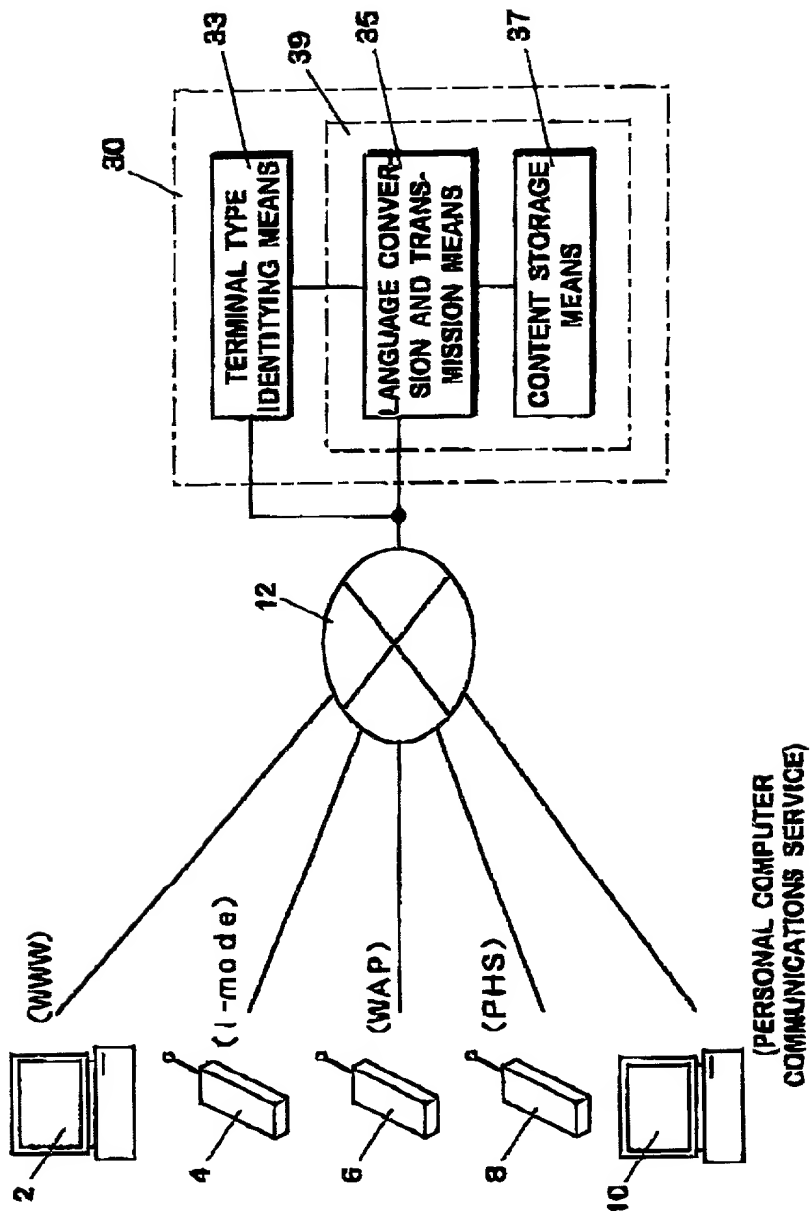 2
(WWW)
4
(i-mode)
6
(WAP)
8
(PHS)
10
(PERSONAL COMPUTER
COMMUNICATIONS SERVICE)
12
30
33
TERMINAL TYPE
IDENTITYING MEANS
39
35
LANGUAGE CONVER-
SION AND TRANS-
MISSION MEANS
37
CONTENT STORAGE
MEANS